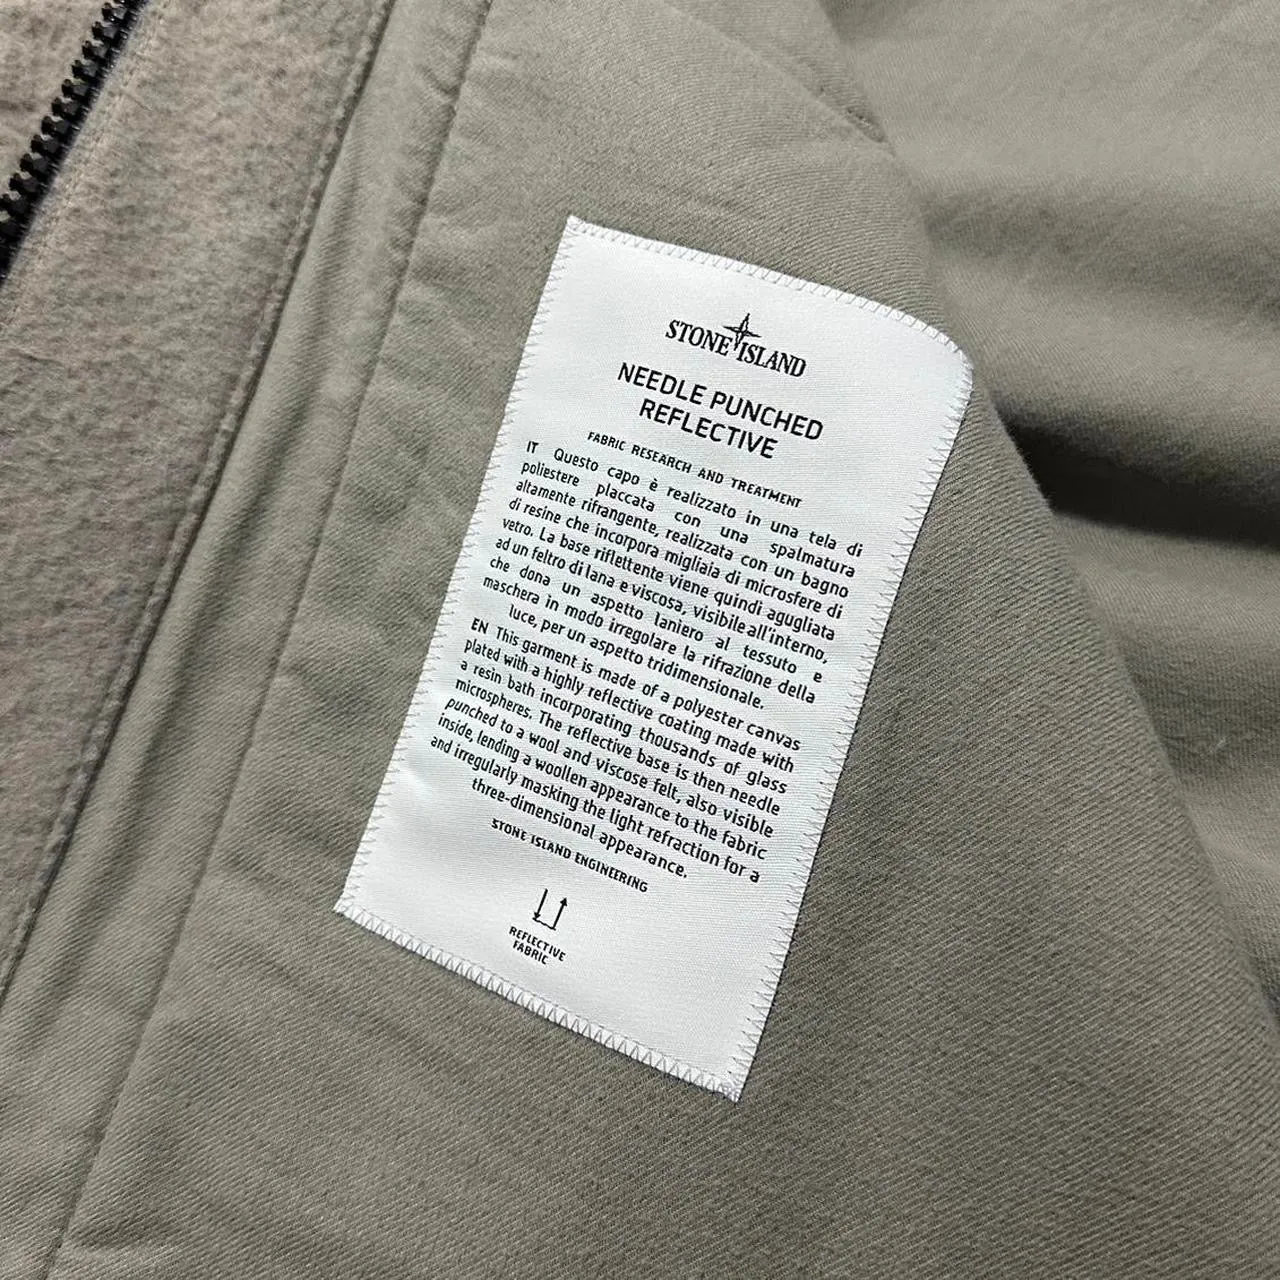 STONE ISLAND
NEEDLE PUNCHED
REFLECTIVE
FABRIC RESEARCH AND TREATMENT
IT Questo capo è realizzato in una tela di
poliestere placcata con una spalmatura
altamente rifrangente, realizzata con un bagno
di resine che incorpora migliaia di microsfere di
vetro. La base riflettente viene quindi agugliata
ad un feltro di lana e viscosa, visibile all'interno,
che dona un aspetto laniero al tessuto e
maschera in modo irregolare la rifrazione della
luce, per un aspetto tridimensionale.
EN This garment is made of a polyester canvas
plated with a highly reflective coating made with
a resin bath incorporating thousands of glass
microspheres. The reflective base is then needle
punched to a wool and viscose felt, also visible
inside, lending a woollen appearance to the fabric
and irregularly masking the light refraction for a
three-dimensional appearance.
STONE ISLAND ENGINEERING
REFLECTIVE
FABRIC